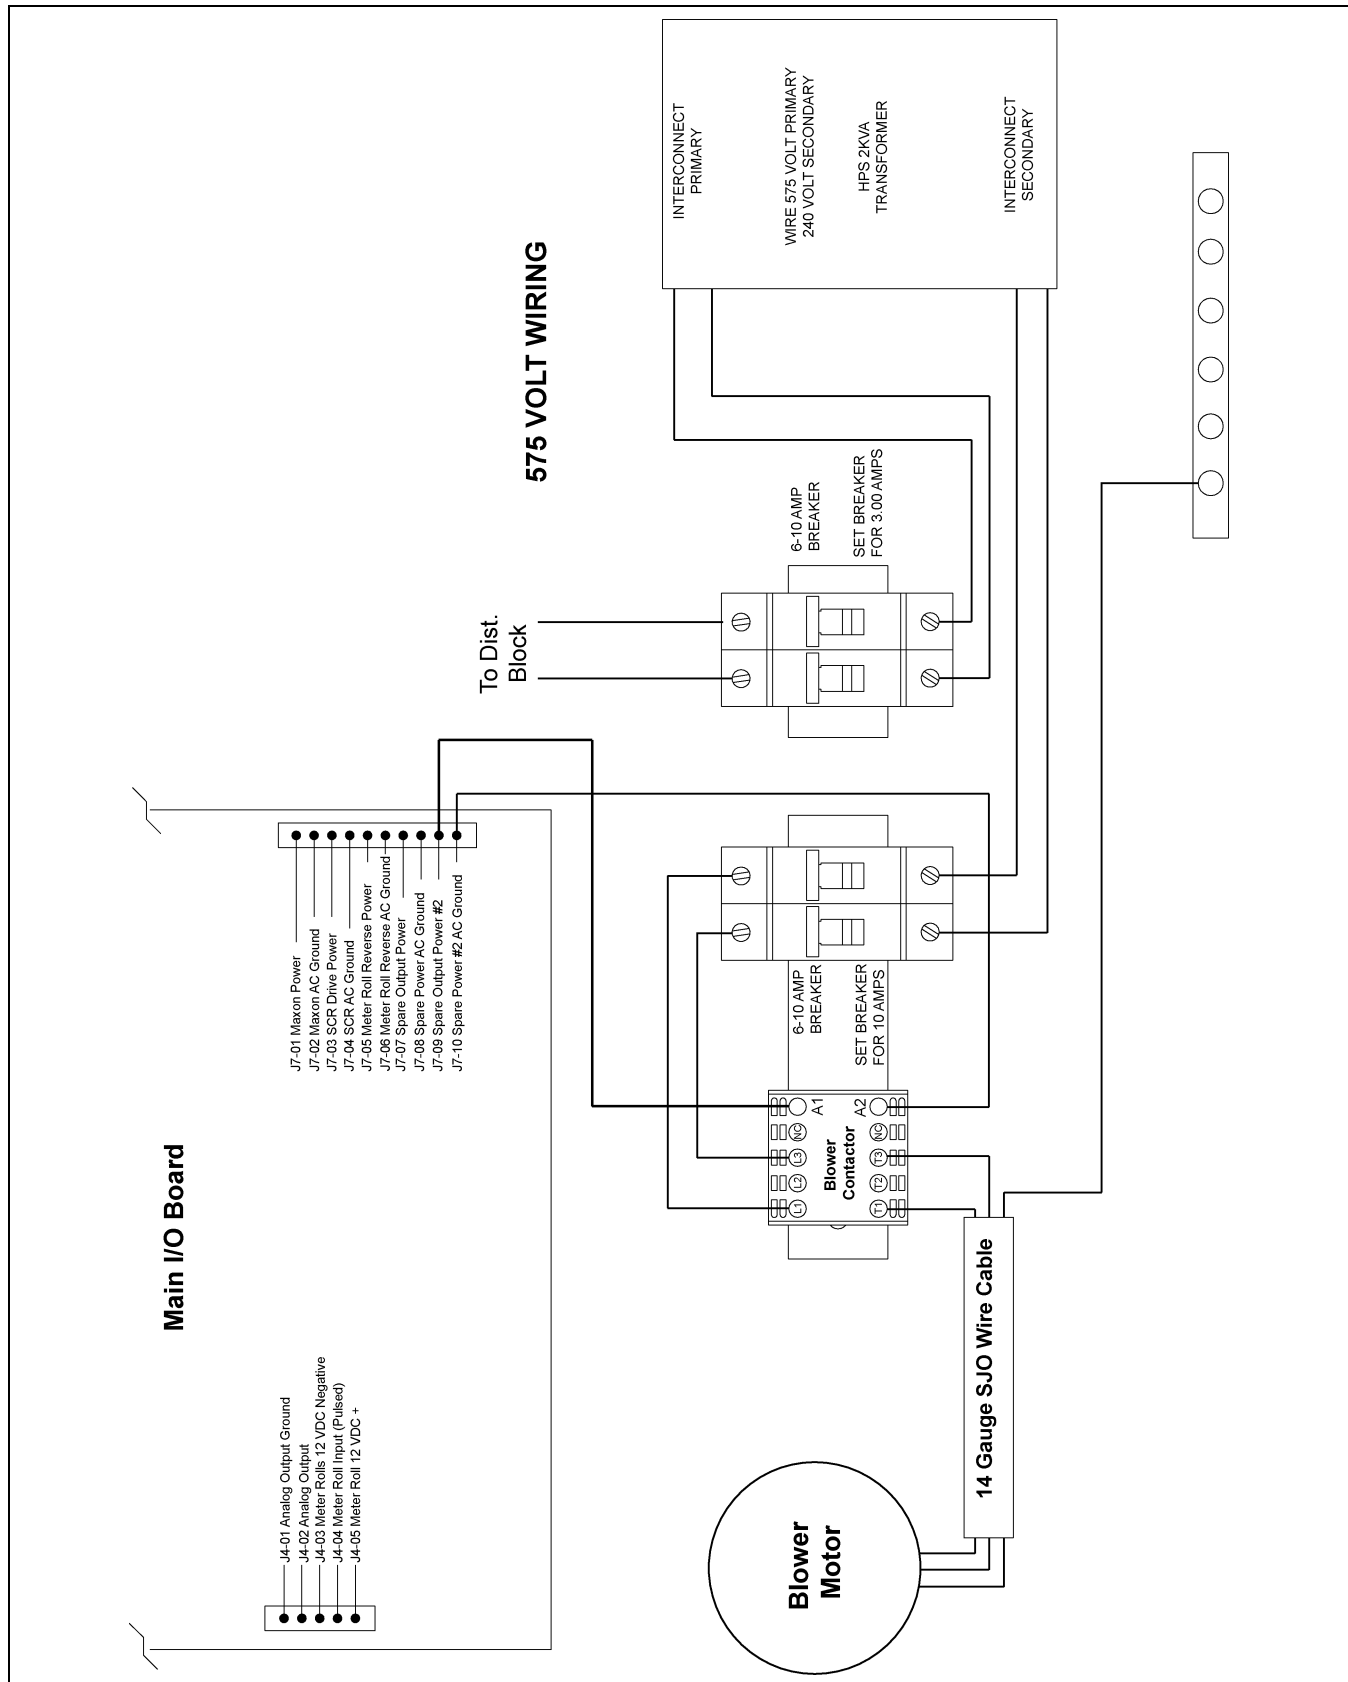 575 VOLT WIRING
Main I/O Board
J4-01 Analog Output Ground
J4-02 Analog Output
J4-03 Meter Rolls 12 VDC Negative
J4-04 Meter Roll Input (Pulsed)
J4-05 Meter Roll 12 VDC +
J7-01 Maxon Power
J7-02 Maxon AC Ground
J7-03 SCR Drive Power
J7-04 SCR AC Ground
J7-05 Meter Roll Reverse Power
J7-06 Meter Roll Reverse AC Ground
J7-07 Spare Output Power
J7-08 Spare Power AC Ground
J7-09 Spare Output Power #2
J7-10 Spare Power #2 AC Ground
To Dist.
Block
INTERCONNECT
PRIMARY
WIRE 575 VOLT PRIMARY
240 VOLT SECONDARY
HPS 2KVA
TRANSFORMER
INTERCONNECT
SECONDARY
6-10 AMP
BREAKER
SET BREAKER
FOR 3.00 AMPS
6-10 AMP
BREAKER
SET BREAKER
FOR 10 AMPS
L1
L2
L3
NC
A1
Blower
Contactor
T1
T2
T3
NC
A2
Blower
Motor
14 Gauge SJO Wire Cable